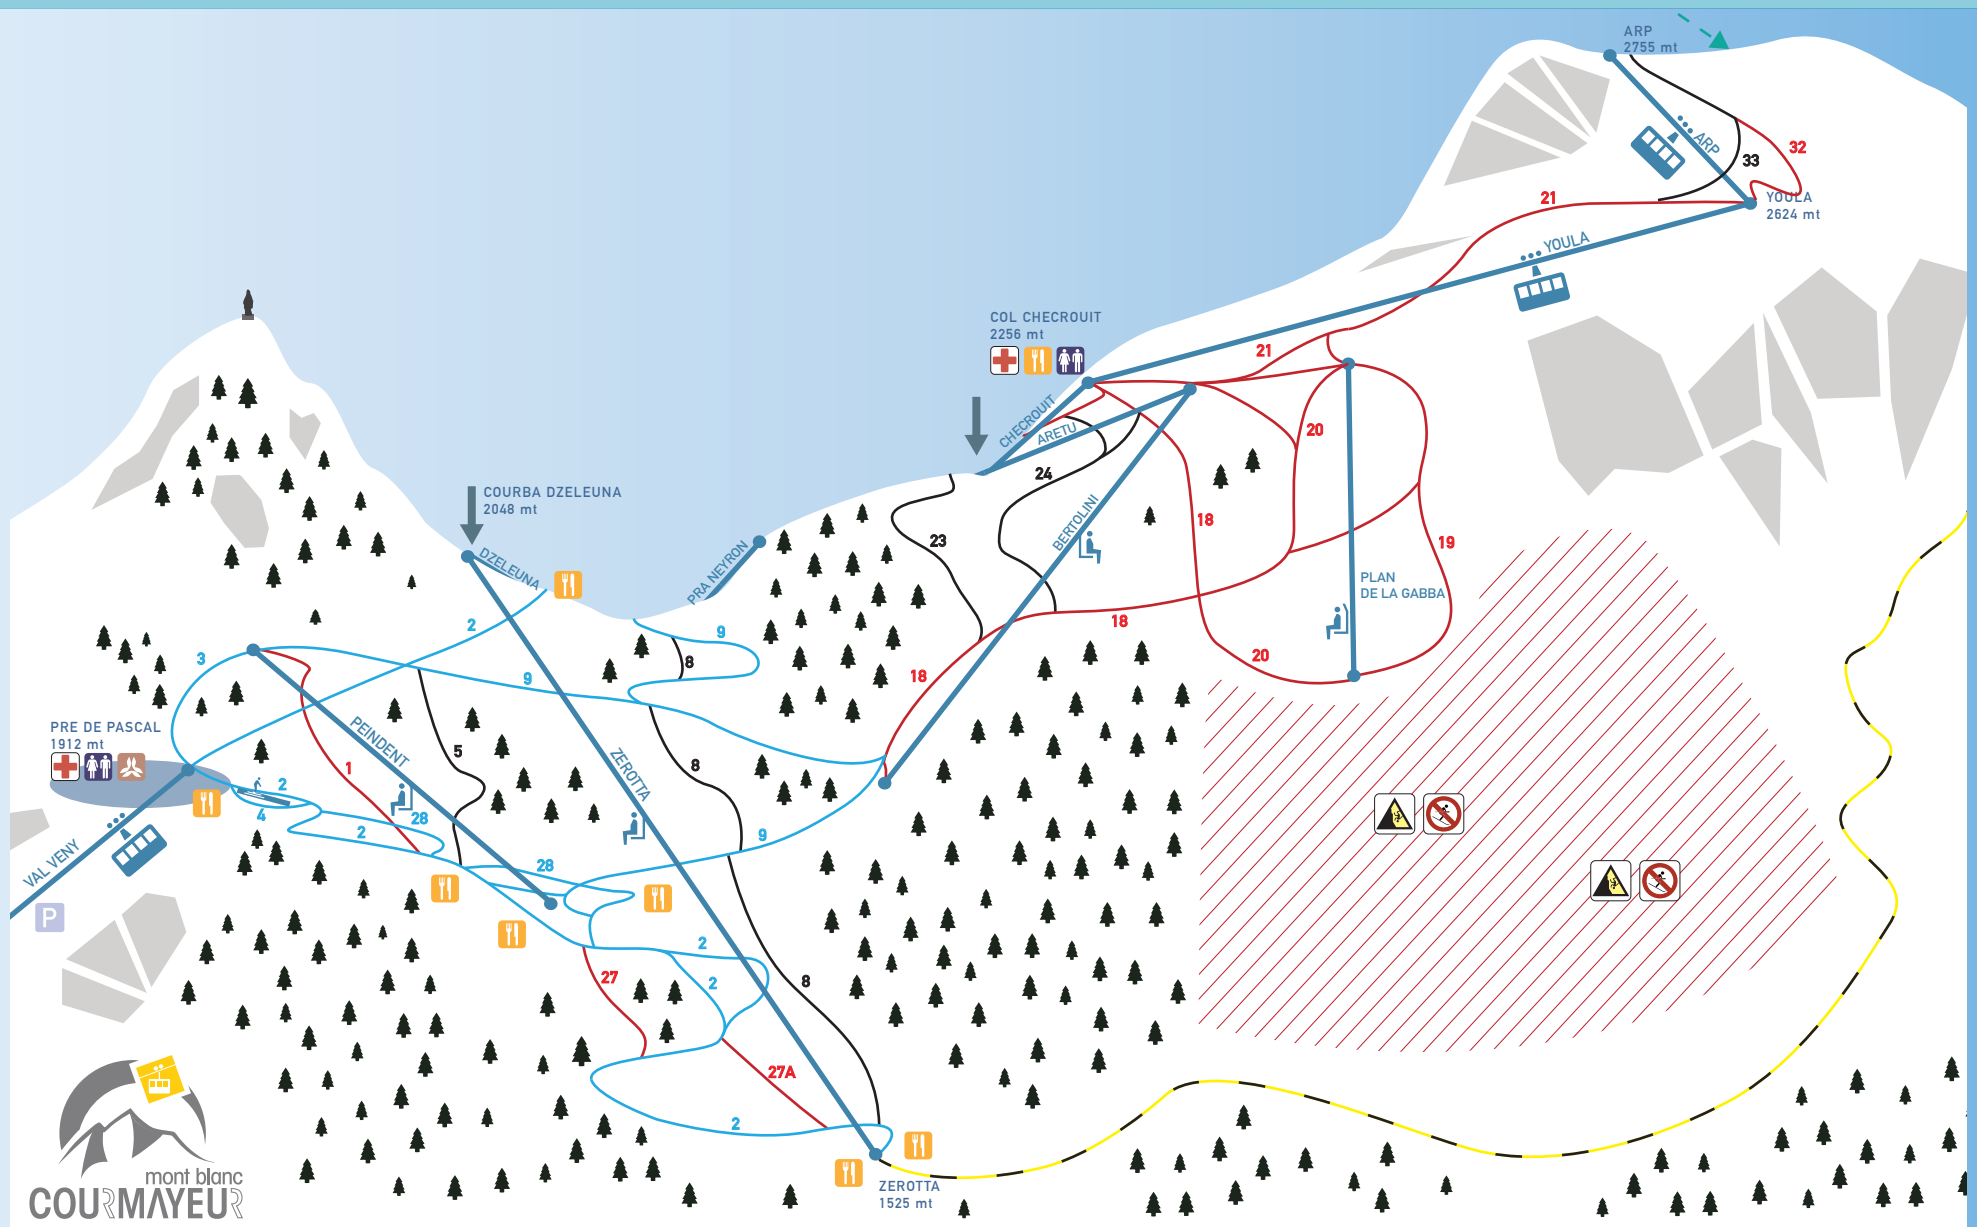 ARP
2755 mt
ARP
33
32
YOULA
2624 mt
21
YOULA
COL CHECROUIT
2256 mt
21
CHECROUIT
ARETU
20
24
COURBA DZELEUNA
2048 mt
DZELEUNA
PRA NEYRON
23
BERTOLINI
18
19
PLAN
DE LA GABBA
2
9
8
18
3
9
20
18
PRE DE PASCAL
1912 mt
PEINDENT
5
ZEROTTA
8
1
2
4
28
2
9
VAL VENY
28
P
2
27
2
8
27A
2
mont blanc
COURMAYEUR
ZEROTTA
1525 mt